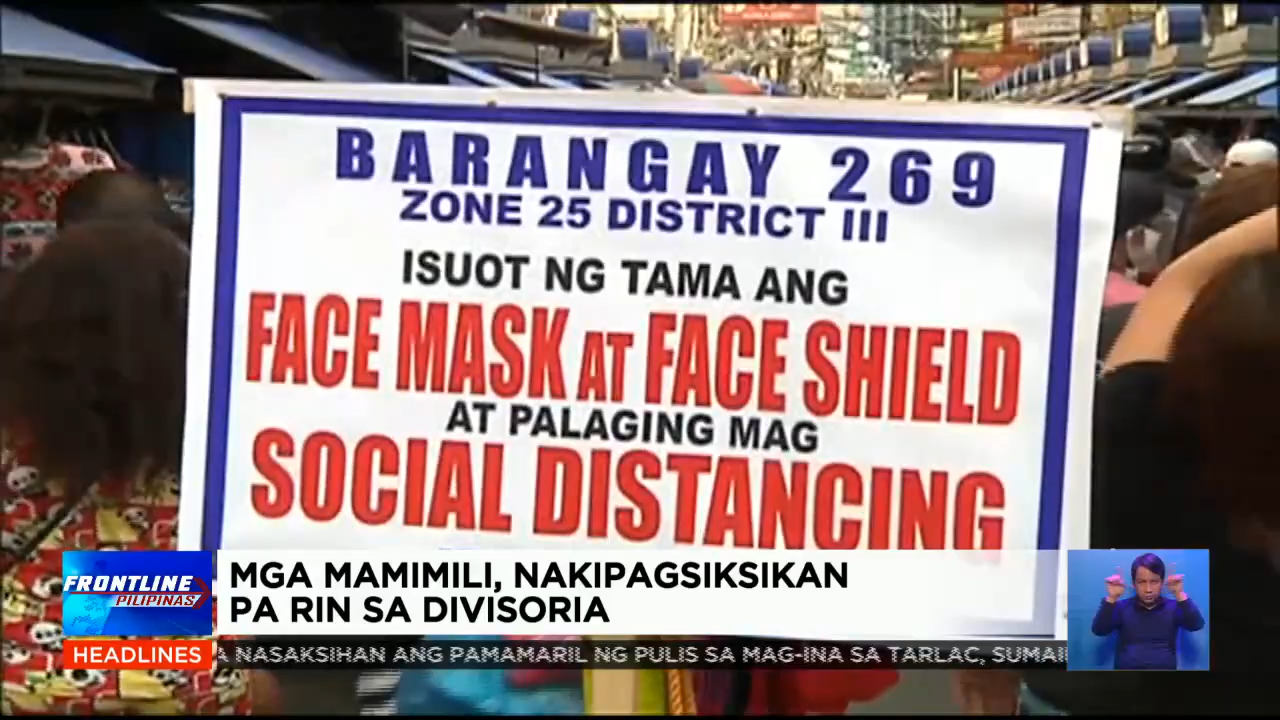 BARANGAY 269
ZONE 25 DISTRICT III
ISUOT NG TAMA ANG
FACE MASK AT FACE SHIELD
AT PALAGING MAG
SOCIAL DISTANCING
FRONTLINE
PILIPINAS
MGA MAMIMILI, NAKIPAGSIKSIKAN
PA RIN SA DIVISORIA
HEADLINES
A NASAKSIHAN ANG PAMAMARIL NG PULIS SA MAG-INA SA TARLAC, SUMAI